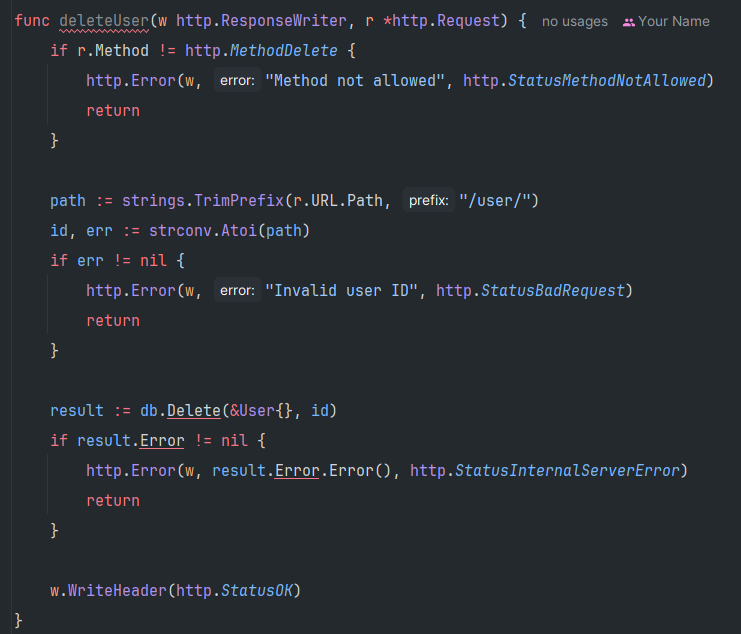 func deleteUser(w http.ResponseWriter, r *http.Request) { no usages Your Name
if r.Method != http.MethodDelete {
http.Error(w, error: "Method not allowed", http.StatusMethodNotAllowed)
return
}
path := strings.TrimPrefix(r.URL.Path, prefix: "/user/")
id, err := strconv.Atoi(path)
if err != nil {
http.Error(w, error: "Invalid user ID", http.StatusBadRequest)
return
}
result := db.Delete(&User{}, id)
if result.Error != nil {
http.Error(w, result.Error.Error(), http.StatusInternalServerError)
return
}
w.WriteHeader(http.StatusOK)
}